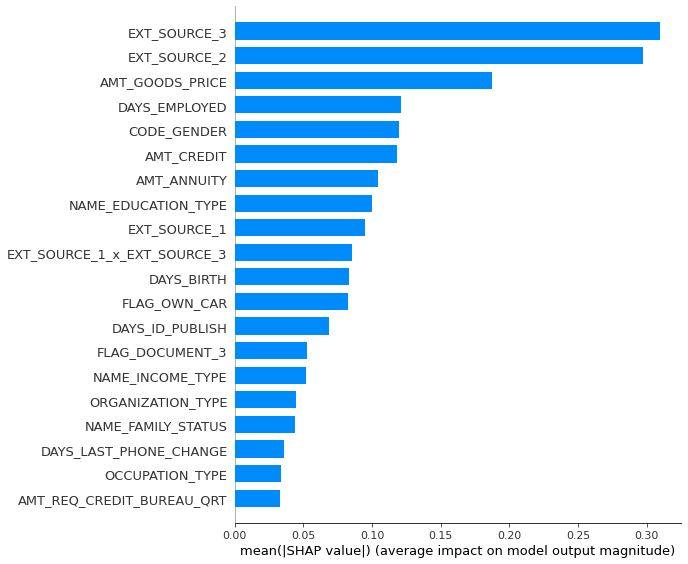 EXT_SOURCE_3
EXT_SOURCE_2
AMT_GOODS_PRICE
DAYS_EMPLOYED
CODE_GENDER
AMT_CREDIT
AMT_ANNUITY
NAME_EDUCATION_TYPE
EXT_SOURCE_1
EXT_SOURCE_1_x_EXT_SOURCE_3
DAYS_BIRTH
FLAG_OWN_CAR
DAYS_ID_PUBLISH
FLAG_DOCUMENT_3
NAME_INCOME_TYPE
ORGANIZATION_TYPE
NAME_FAMILY_STATUS
DAYS_LAST_PHONE_CHANGE
OCCUPATION_TYPE
AMT_REQ_CREDIT_BUREAU_QRT
0.00 0.05 0.10 0.15 0.20 0.25 0.30
mean(|SHAP value|) (average impact on model output magnitude)